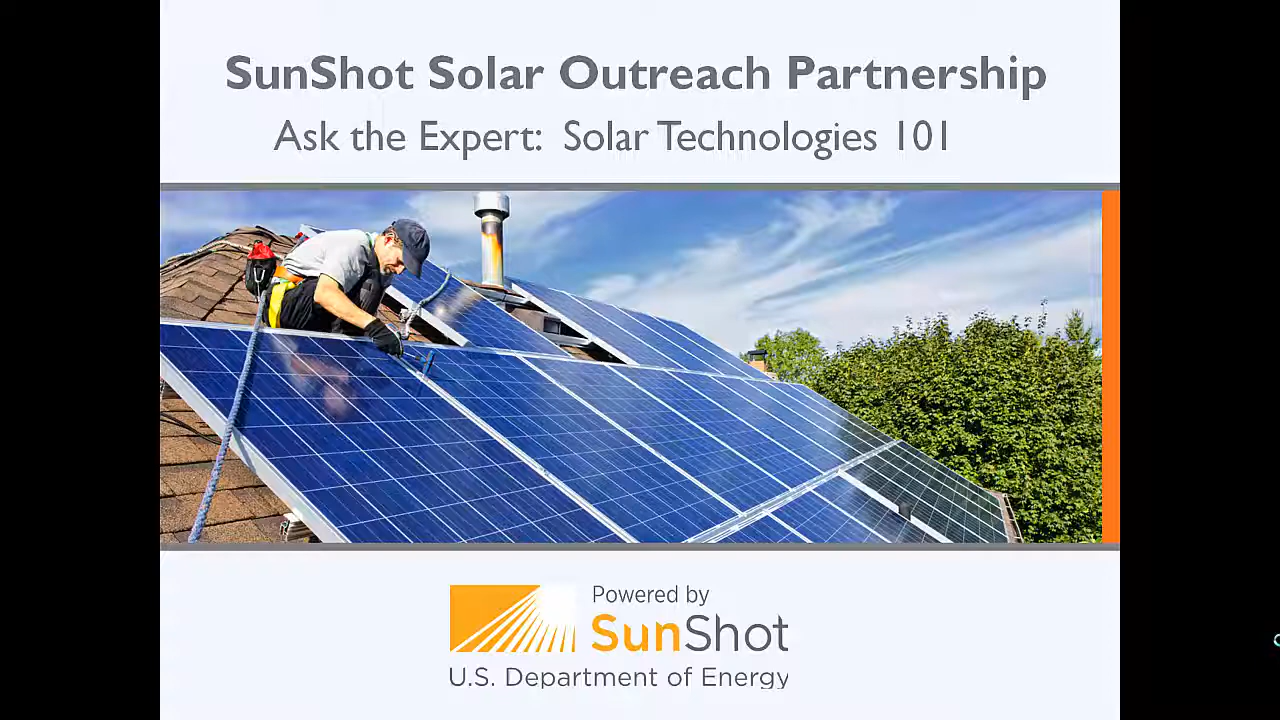 SunShot Solar Outreach Partnership
Ask the Expert:  Solar Technologies 101
Powered by
SunShot
U.S. Department of Energy